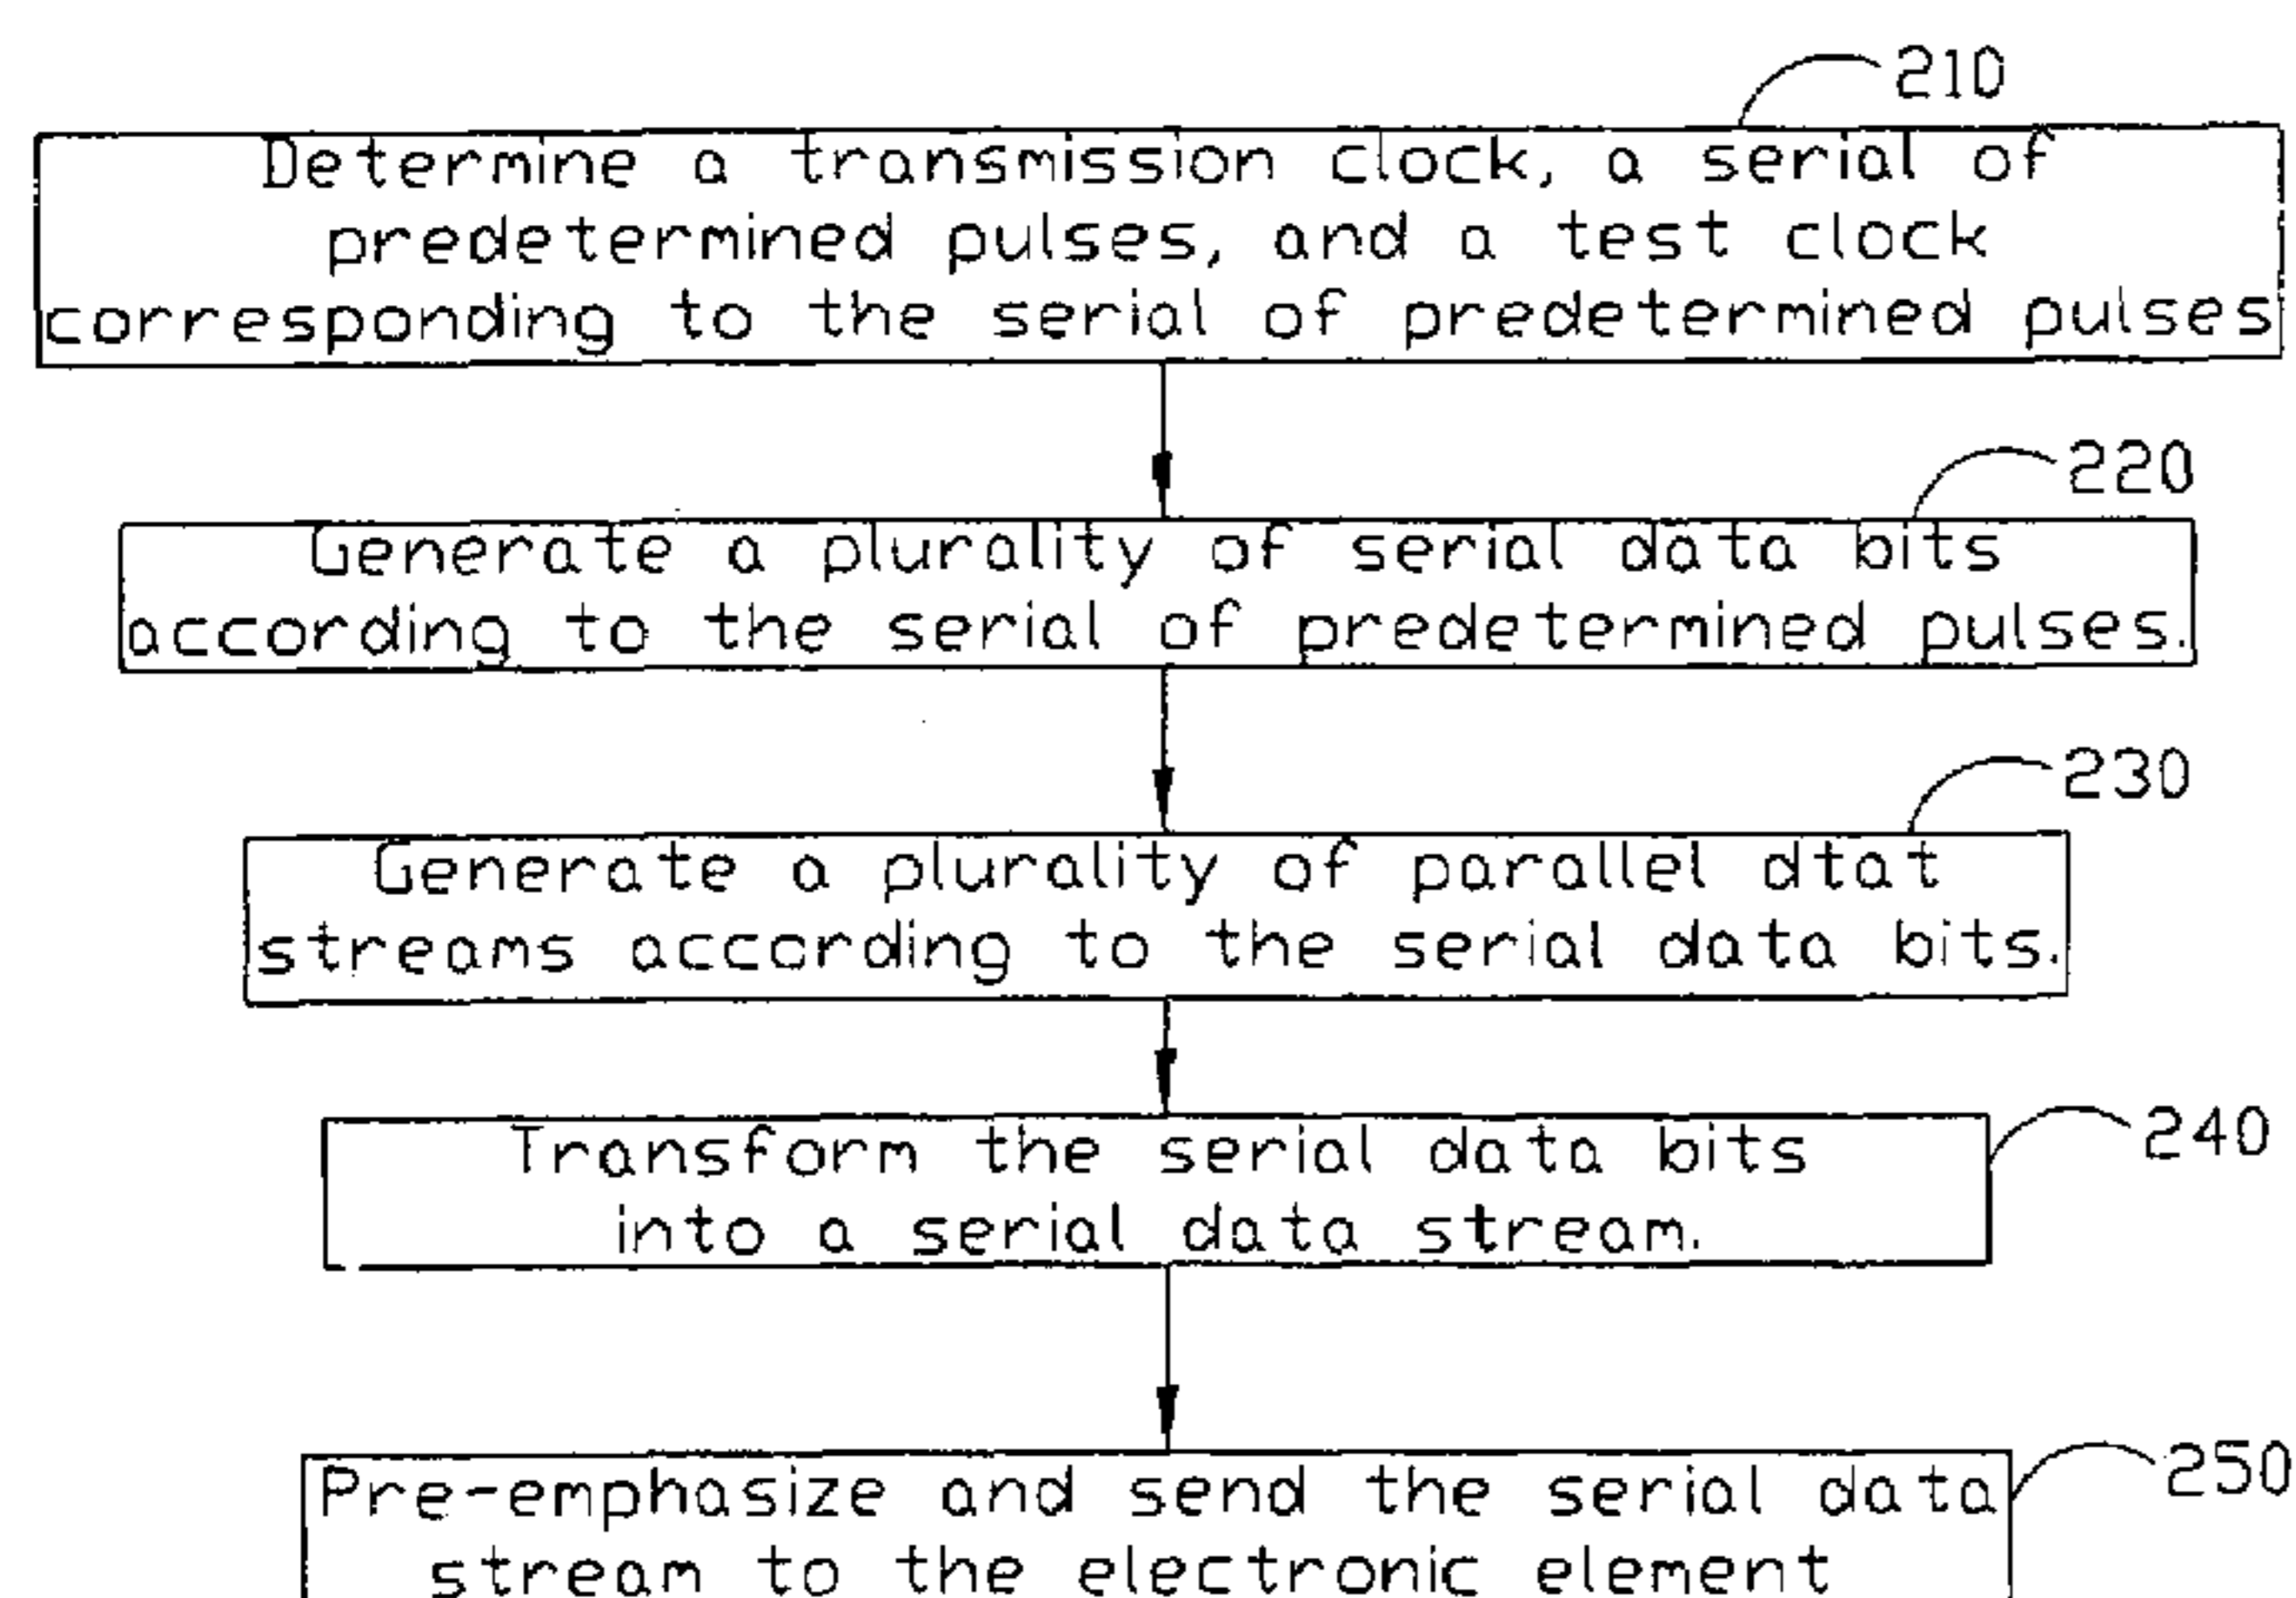 210
Determine a transmission clock, a serial of
predetermined pulses, and a test clock
corresponding to the serial of predetermined pulses
220
Generate a plurality of serial data bits
according to the serial of predetermined pulses.
230
Generate a plurality of parallel dtat
streams according to the serial data bits.
240
Transform the serial data bits
into a serial data stream.
250
Pre-emphasize and send the serial data
stream to the electronic element